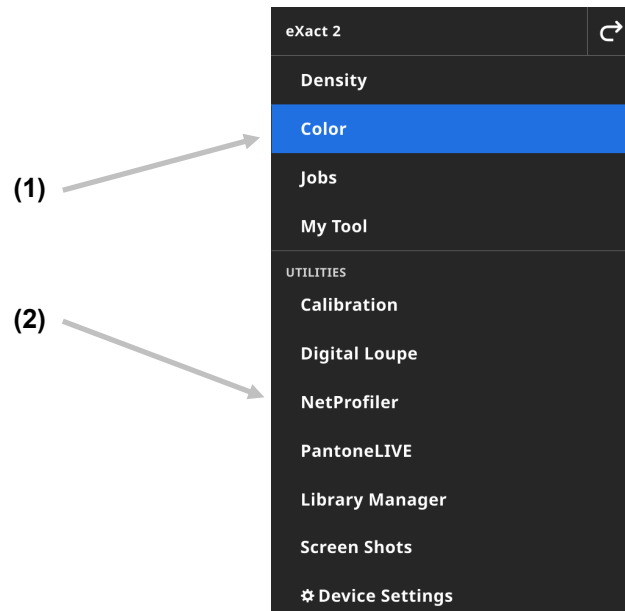 eXact 2
Density
Color
(1)
Jobs
My Tool
UTILITIES
Calibration
(2)
Digital Loupe
NetProfiler
PantoneLIVE
Library Manager
Screen Shots
Device Settings